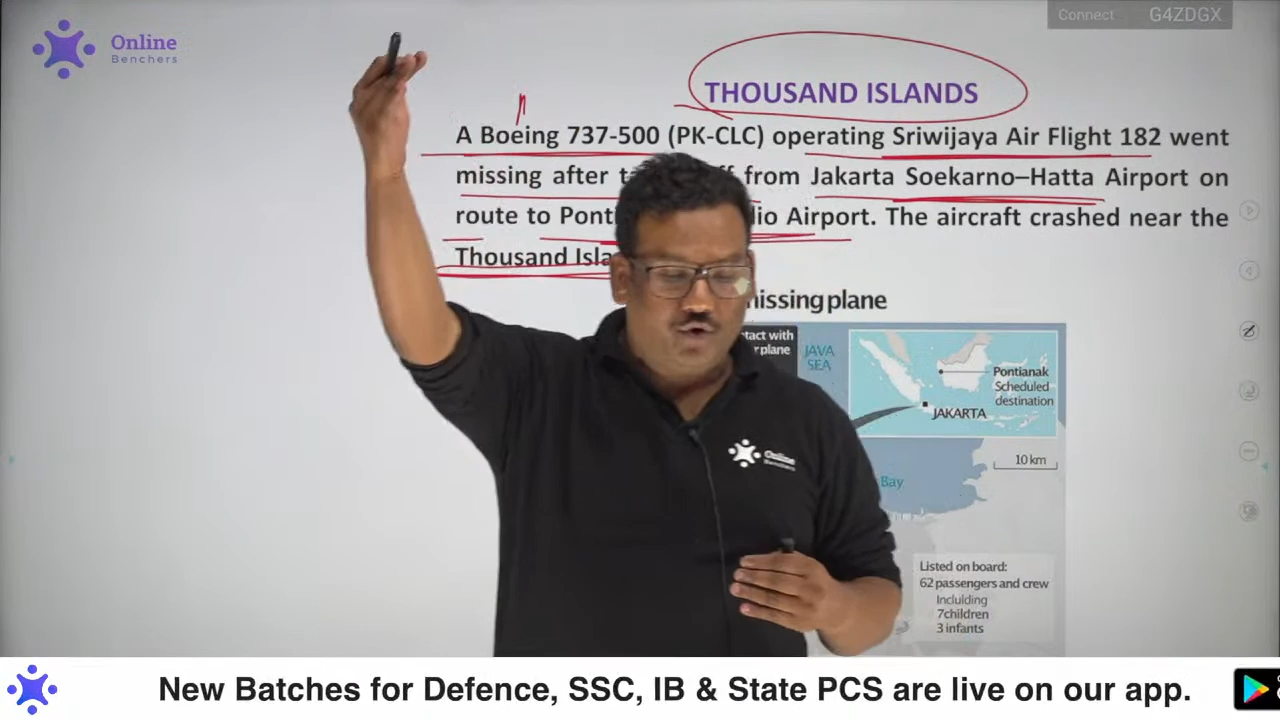 Connect G4ZDGX
Online
Benchers
THOUSAND ISLANDS
A Boeing 737-500 (PK-CLC) operating Sriwijaya Air Flight 182 went
missing after from Jakarta Soekarno–Hatta Airport on
route to Airport. The aircraft crashed near the
Thousand
missing plane
JAVA
SEA
Pontianak
Scheduled
destination
JAKARTA
10 km
Bay
Online
Benchers
Listed on board:
62 passengers and crew
Inclulding
7children
3 infants
New Batches for Defence, SSC, IB & State PCS are live on our app.